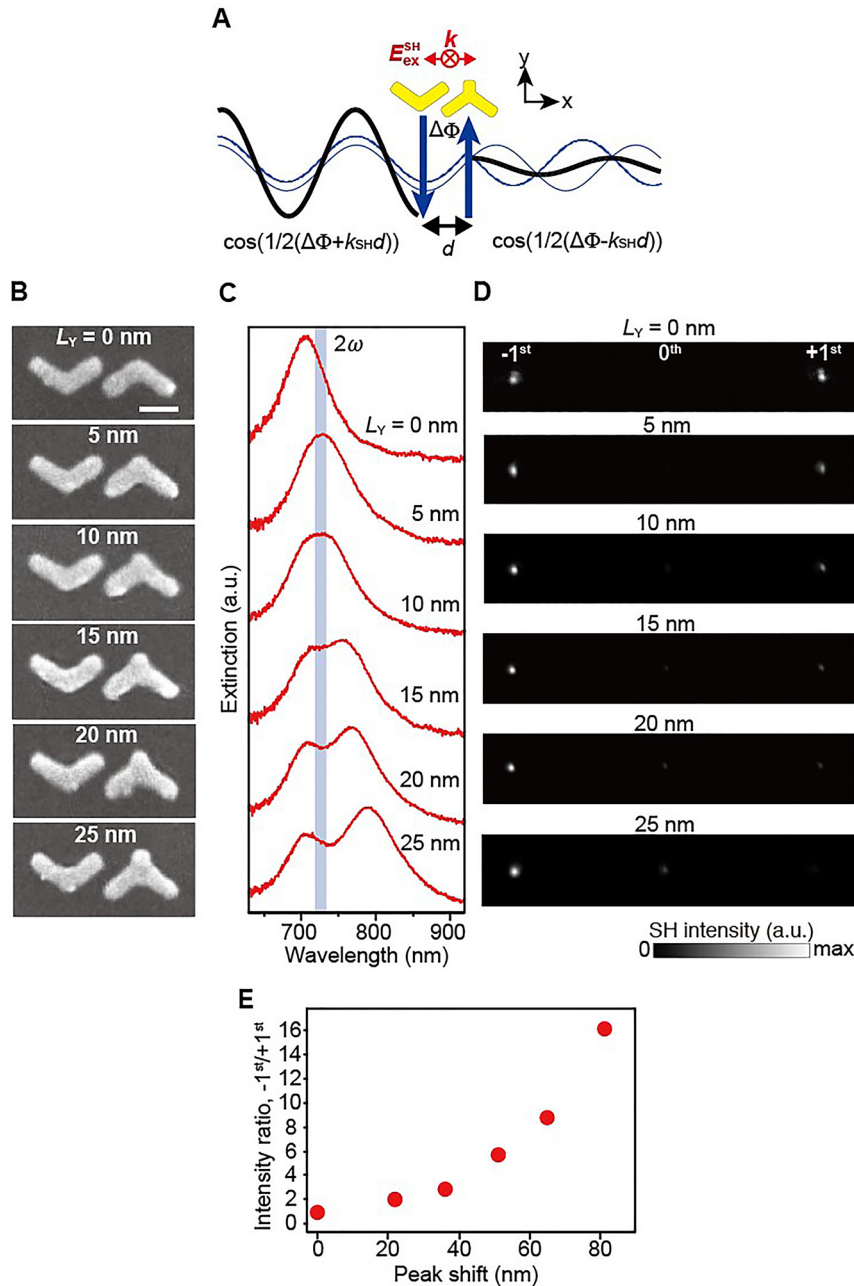 A
E_ex^SH k
y
x
ΔΦ
cos(1/2(ΔΦ+k_SHd))
d
cos(1/2(ΔΦ-k_SHd))
B
L_Y = 0 nm
5 nm
10 nm
15 nm
20 nm
25 nm
C
2ω
L_Y = 0 nm
5 nm
10 nm
15 nm
20 nm
25 nm
Extinction (a.u.)
700 800 900
Wavelength (nm)
D
L_Y = 0 nm
-1st 0th +1st
5 nm
10 nm
15 nm
20 nm
25 nm
SH intensity (a.u.)
0 max
E
Intensity ratio, -1st/+1st
16
14
12
10
8
6
4
2
0
0 20 40 60 80
Peak shift (nm)